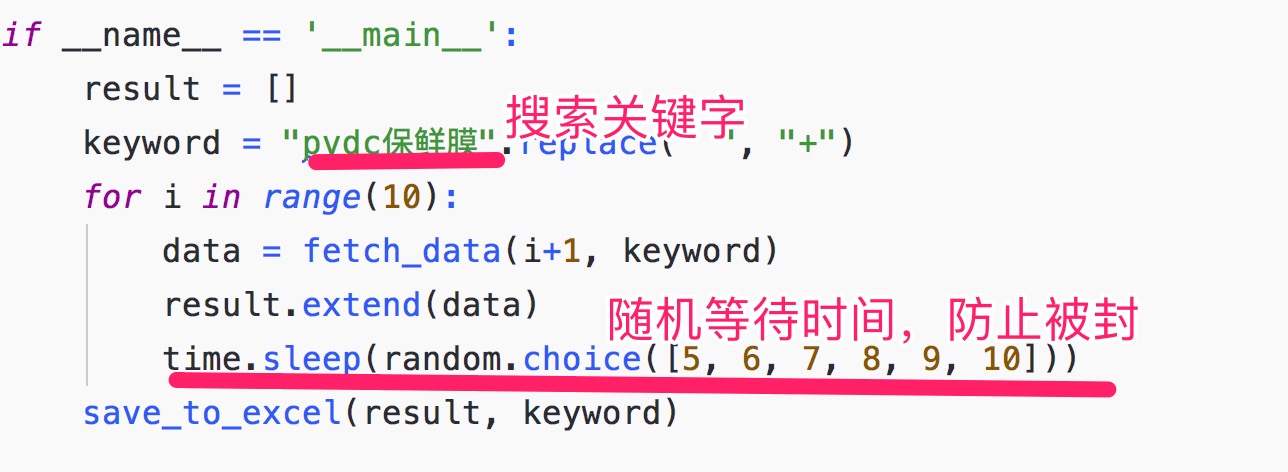 if __name__ == '__main__':
result = []
搜索关键字
keyword = "pvdc保鲜膜".replace(" ", "+")
for i in range(10):
data = fetch_data(i+1, keyword)
result.extend(data)
随机等待时间，防止被封
time.sleep(random.choice([5, 6, 7, 8, 9, 10]))
save_to_excel(result, keyword)